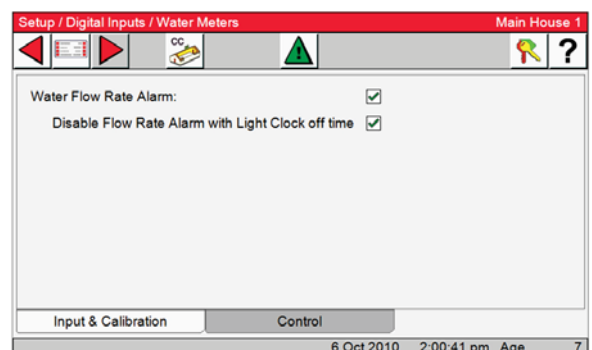 Setup / Digital Inputs / Water Meters Main House 1
CC
?
Water Flow Rate Alarm:
Disable Flow Rate Alarm with Light Clock off time
Input & Calibration Control
6 Oct 2010 2:00:41 pm Age 7